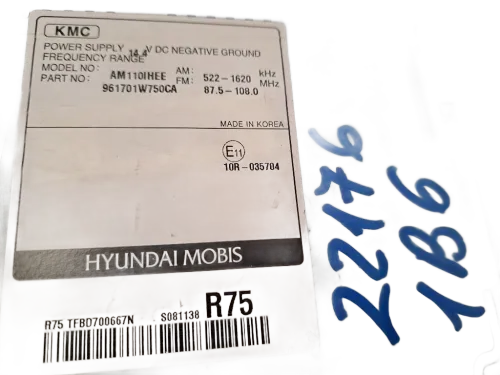 KMC
POWER SUPPLY 14.4 V DC NEGATIVE GROUND
FREQUENCY RANGE
MODEL NO: AM110IHEE AM: 522-1620 kHz
PART NO: 961701W750CA FM: 87.5-108.0 MHz
MADE IN KOREA
E11
10R-035784
HYUNDAI MOBIS
R75 TFBD700667N S081138 R75
22176
1B6